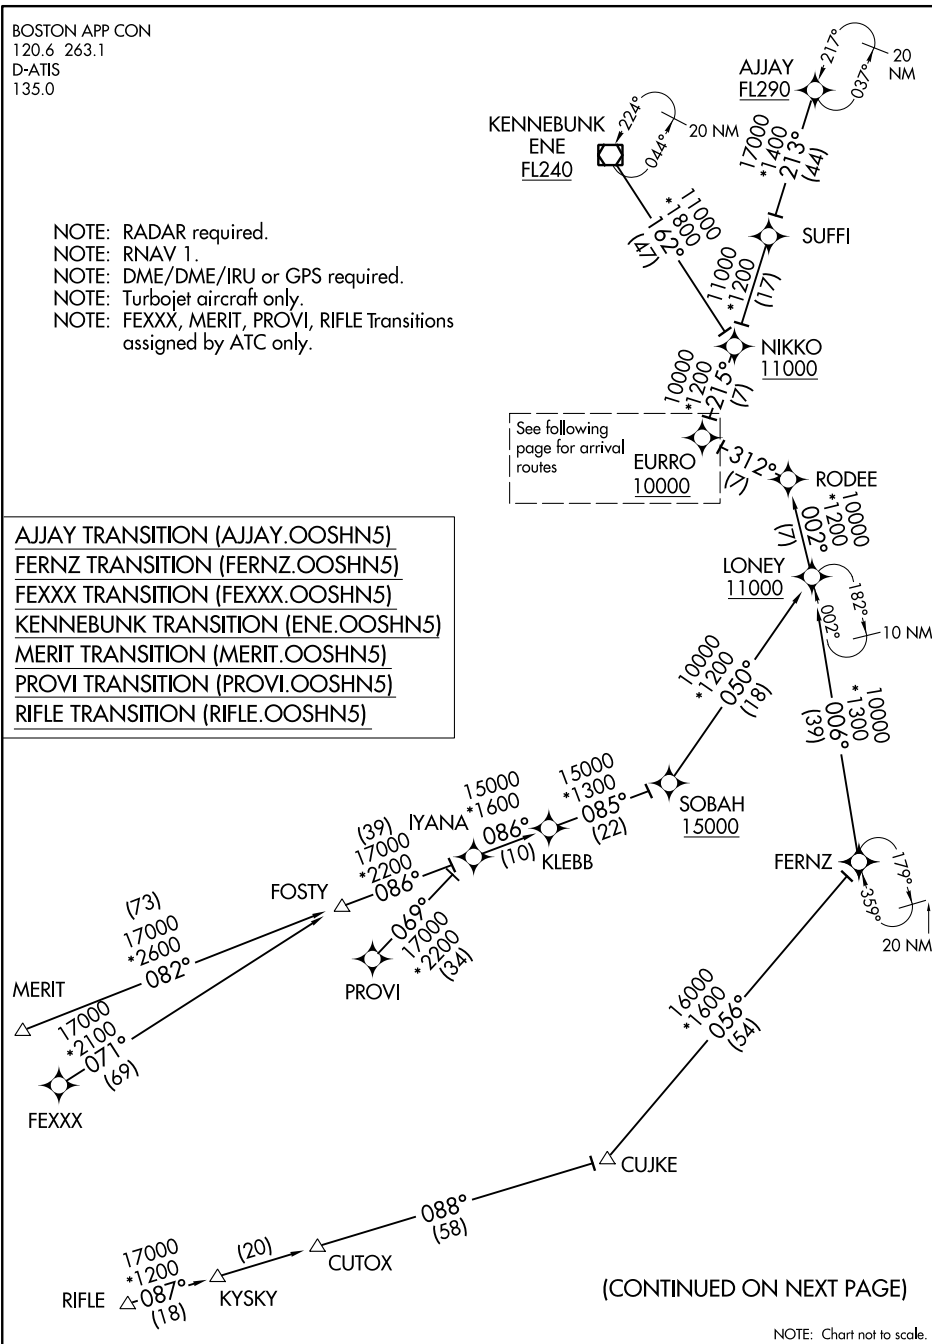 BOSTON APP CON
120.6 263.1
D-ATIS
135.0
AJJAY
FL290
217°
037°
20
NM
KENNEBUNK
ENE
FL240
224°
044°
20 NM
17000
*1400
213°
(44)
NOTE: RADAR required.
NOTE: RNAV 1.
NOTE: DME/DME/IRU or GPS required.
NOTE: Turbojet aircraft only.
NOTE: FEXXX, MERIT, PROVI, RIFLE Transitions
assigned by ATC only.
11000
*1800
162°
(47)
SUFFI
11000
*1200
(17)
NIKKO
11000
10000
*1200
215°
(7)
See following
page for arrival
routes
EURRO
10000
312°
(7)
RODEE
10000
*1200
002°
(7)
AJJAY TRANSITION (AJJAY.OOSHN5)
FERNZ TRANSITION (FERNZ.OOSHN5)
FEXXX TRANSITION (FEXXX.OOSHN5)
KENNEBUNK TRANSITION (ENE.OOSHN5)
MERIT TRANSITION (MERIT.OOSHN5)
PROVI TRANSITION (PROVI.OOSHN5)
RIFLE TRANSITION (RIFLE.OOSHN5)
LONEY
11000
182°
002°
10 NM
10000
*1200
050°
(18)
10000
*1300
006°
(39)
SOBAH
15000
15000
*1300
085°
(22)
KLEBB
15000
*1600
086°
(10)
IYANA
(39)
17000
*2200
086°
FOSTY
069°
17000
*2200
(34)
PROVI
FERNZ
179°
359°
20 NM
(73)
17000
*2600
082°
MERIT
17000
*2100
071°
(69)
FEXXX
16000
*1600
056°
(54)
CUJKE
088°
(58)
CUTOX
(20)
KYSKY
17000
*1200
087°
(18)
RIFLE
(CONTINUED ON NEXT PAGE)
NOTE: Chart not to scale.